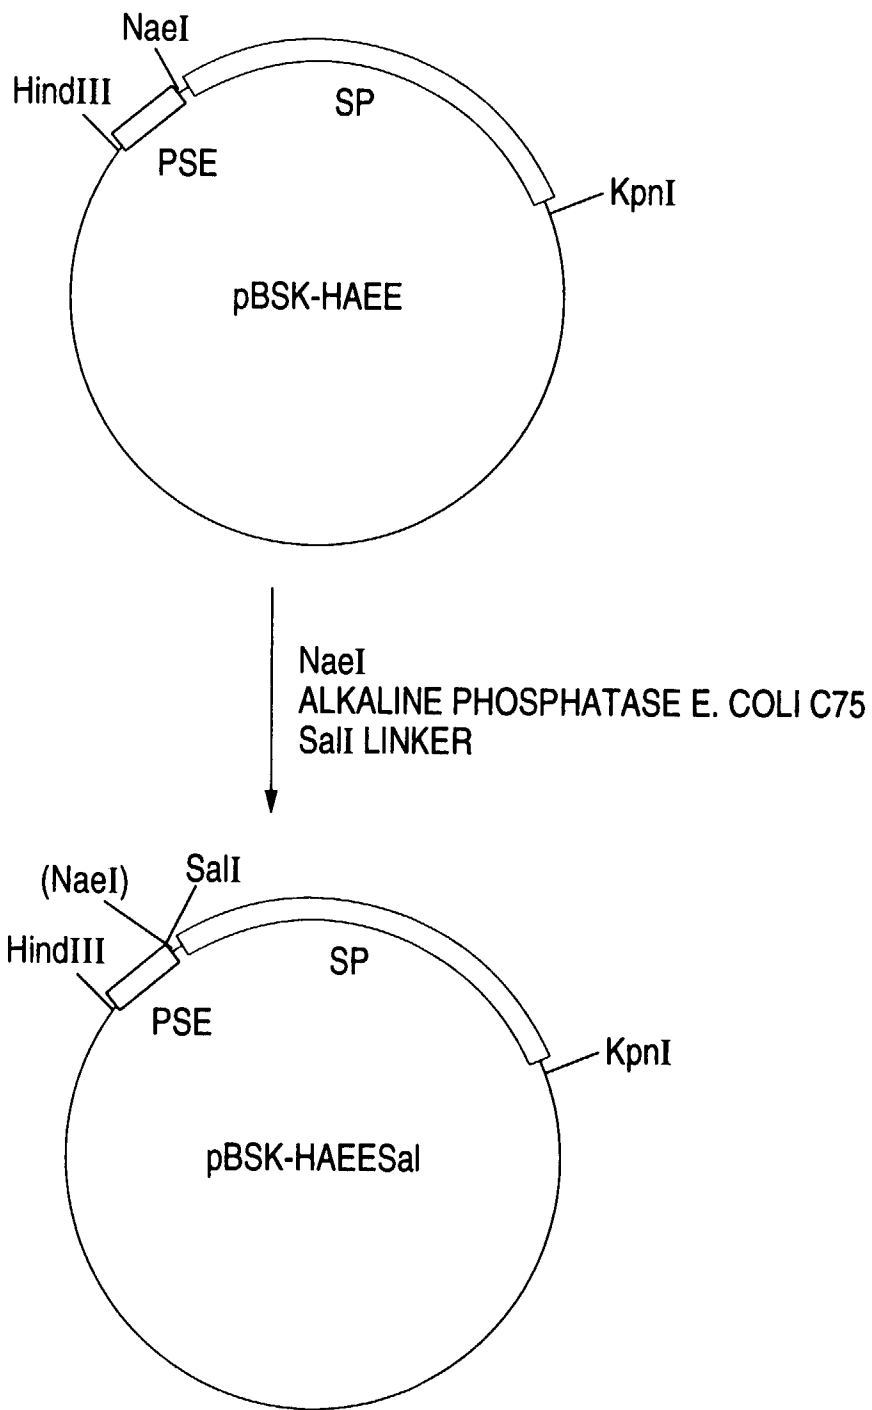 NaeI
HindIII
SP
PSE
KpnI
pBSK-HAEE
NaeI
ALKALINE PHOSPHATASE E. COLI C75
SalI LINKER
(NaeI)
SalI
HindIII
SP
PSE
KpnI
pBSK-HAEESal